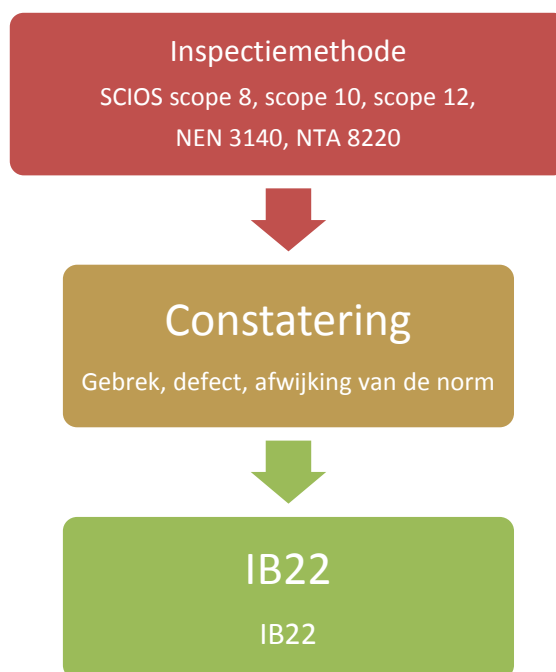 Inspectiemethode
SCIOS scope 8, scope 10, scope 12,
NEN 3140, NTA 8220
Constatering
Gebrek, defect, afwijking van de norm
IB22
IB22